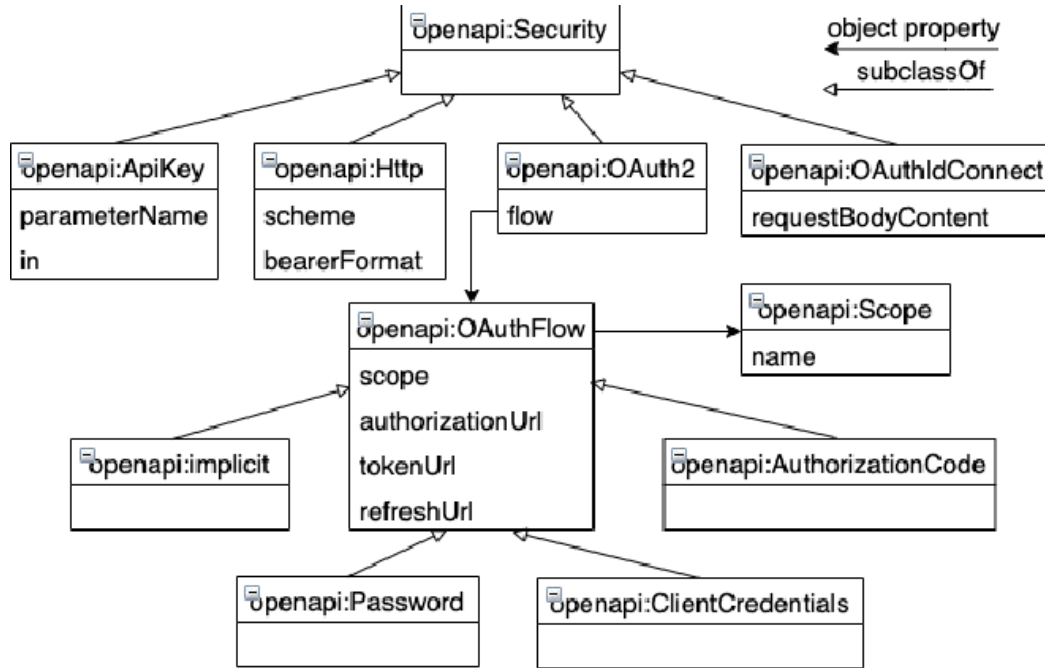 openapi:Security
object property
subclassOf
openapi:ApiKey
parameterName
in
openapi:Http
scheme
bearerFormat
openapi:OAuth2
flow
openapi:OAuthIdConnect
requestBodyContent
openapi:OAuthFlow
scope
authorizationUrl
tokenUrl
refreshUrl
openapi:Scope
name
openapi:implicit
openapi:AuthorizationCode
openapi:Password
openapi:ClientCredentials